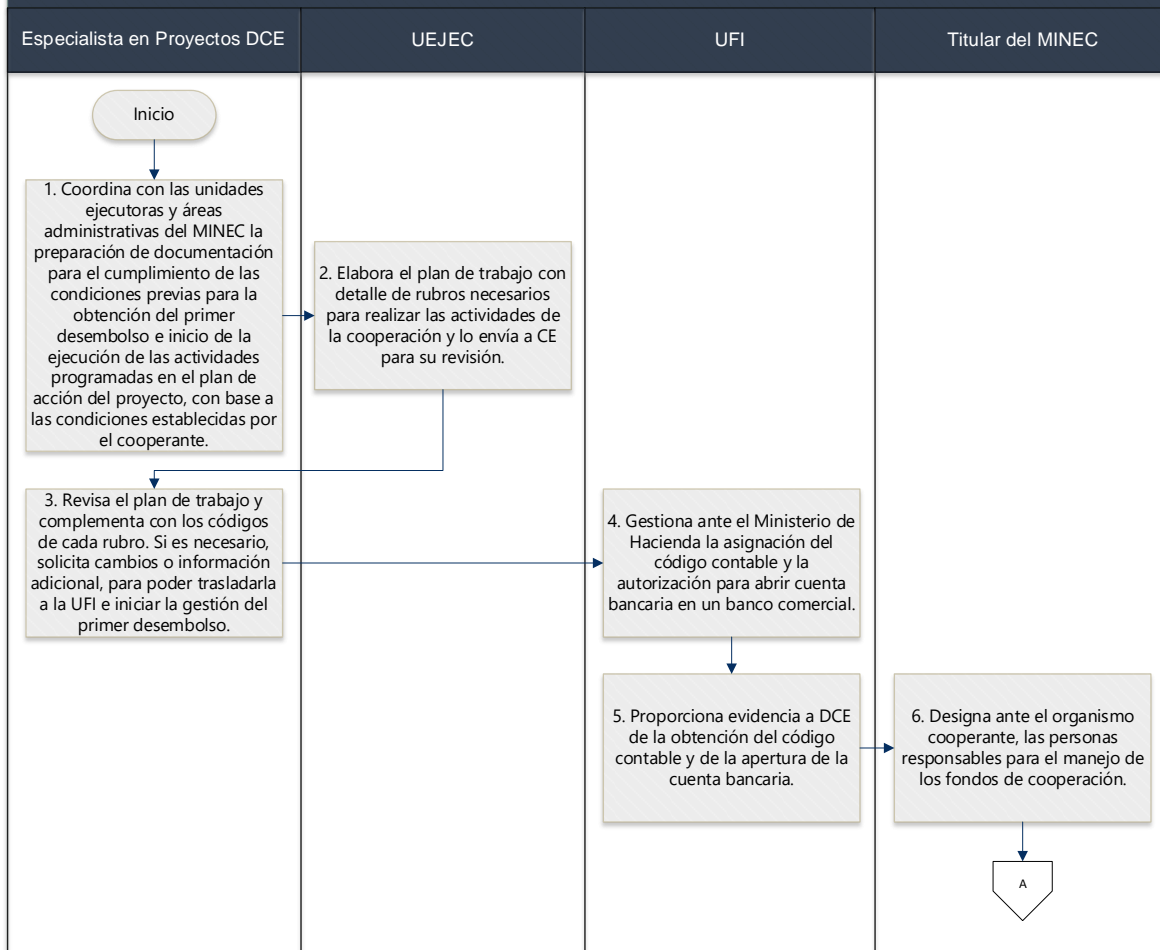 Especialista en Proyectos DCE
UEJEC
UFI
Titular del MINEC
Inicio
1. Coordina con las unidades
ejecutoras y áreas
administrativas del MINEC la
preparación de documentación
para el cumplimiento de las
condiciones previas para la
obtención del primer
desembolso e inicio de la
ejecución de las actividades
programadas en el plan de
acción del proyecto, con base a
las condiciones establecidas por
el cooperante.
2. Elabora el plan de trabajo con
detalle de rubros necesarios
para realizar las actividades de
la cooperación y lo envía a CE
para su revisión.
3. Revisa el plan de trabajo y
complementa con los códigos
de cada rubro. Si es necesario,
solicita cambios o información
adicional, para poder trasladarla
a la UFI e iniciar la gestión del
primer desembolso.
4. Gestiona ante el Ministerio de
Hacienda la asignación del
código contable y la
autorización para abrir cuenta
bancaria en un banco comercial.
5. Proporciona evidencia a DCE
de la obtención del código
contable y de la apertura de la
cuenta bancaria.
6. Designa ante el organismo
cooperante, las personas
responsables para el manejo de
los fondos de cooperación.
A